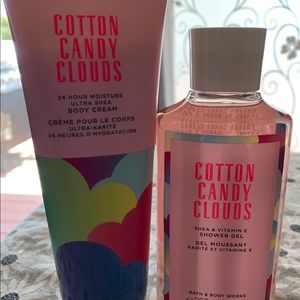 COTTON
CANDY
CLOUDS
24 HOUR MOISTURE
ULTRA SHEA
BODY CREAM
CRÈME POUR LE CORPS
ULTRA-KARITÉ
24 HEURES D'HYDRATATION
COTTON
CANDY
CLOUDS
SHEA & VITAMIN E
SHOWER GEL
GEL MOUSSANT
KARITÉ ET VITAMINE E
BATH & BODY WORKS